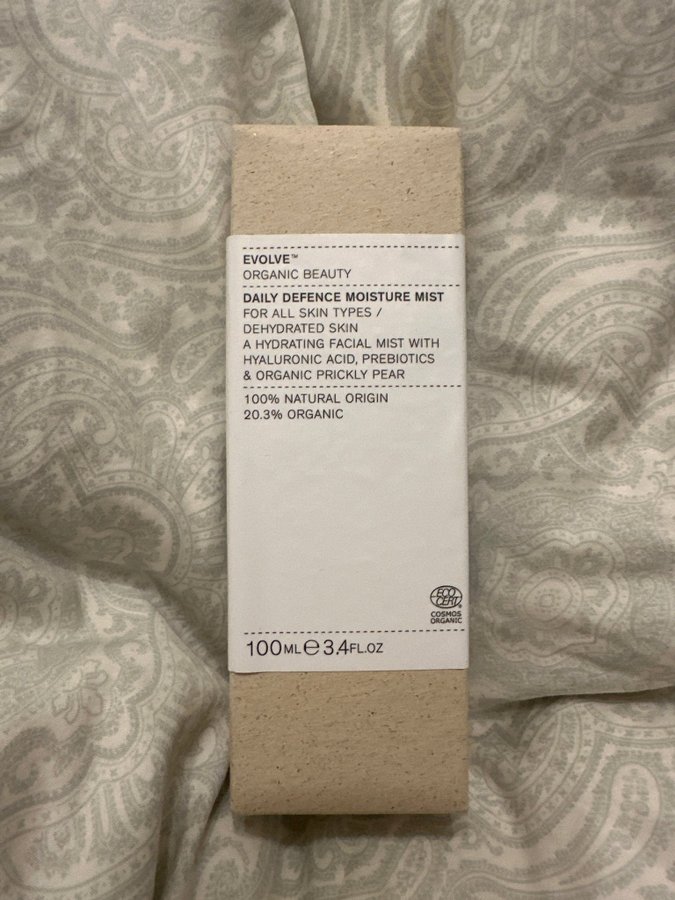 EVOLVE™
ORGANIC BEAUTY
DAILY DEFENCE MOISTURE MIST
FOR ALL SKIN TYPES /
DEHYDRATED SKIN
A HYDRATING FACIAL MIST WITH
HYALURONIC ACID, PREBIOTICS
& ORGANIC PRICKLY PEAR
100% NATURAL ORIGIN
20.3% ORGANIC
ECO
CERT®
COSMOS
ORGANIC
100ML℮3.4FL.OZ